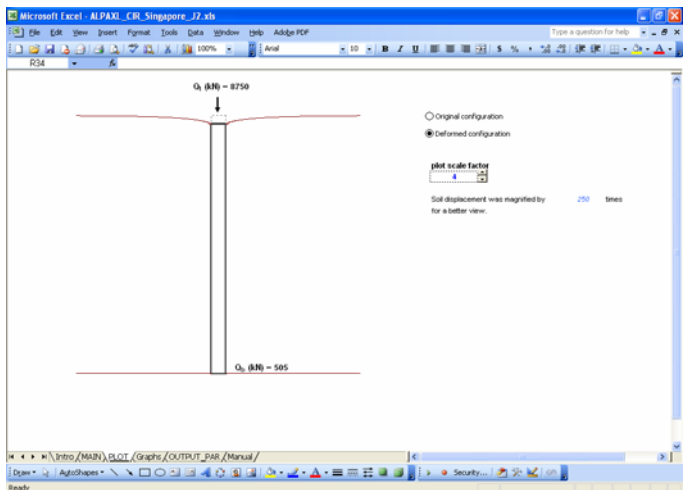 Microsoft Excel - ALPAXL_CIR_Singapore_J2.xls
File Edit View Insert Format Tools Data Window Help Adobe PDF
Type a question for help
100% Arial 10 B I U $ % ,
R34 fx
Qt (kN) = 8750
Original configuration
Deformed configuration
plot scale factor
4
Soil displacement was magnified by 250 times
for a better view.
Qb (kN) = 505
Intro / MAIN \ PLOT / Graphs / OUTPUT_PAR / Manual /
Draw AutoShapes Security...
Ready